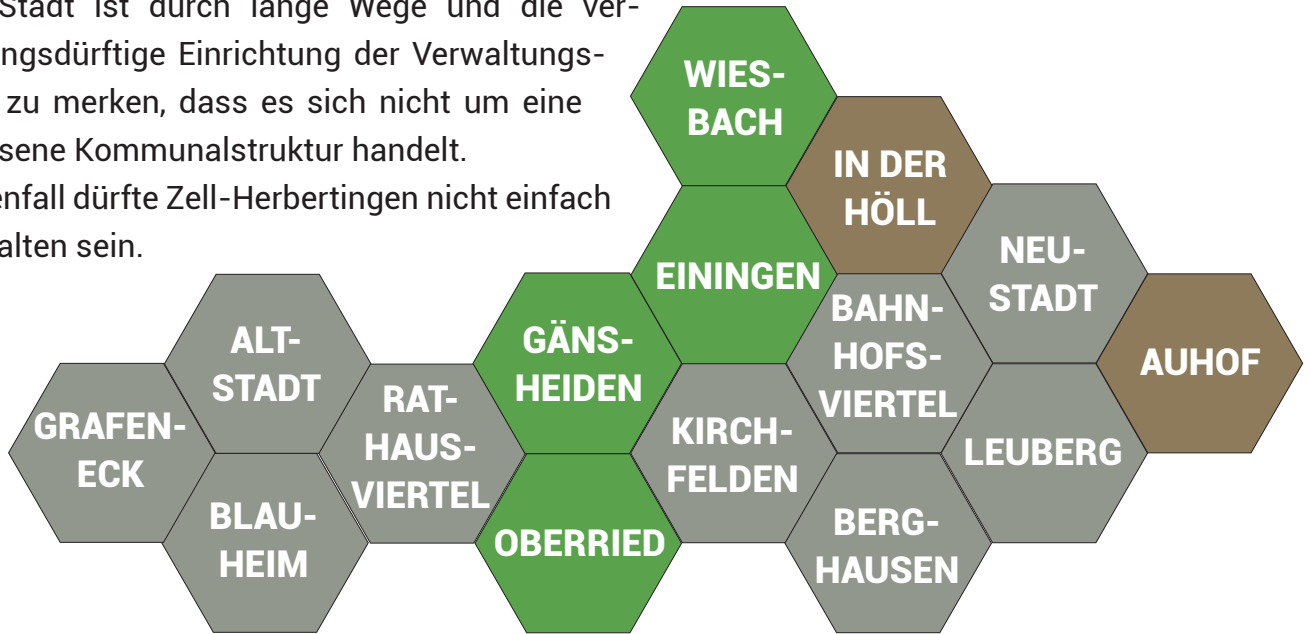 Stadt ist durch lange Wege und die ver-
ngsdürftige Einrichtung der Verwaltungs-
zu merken, dass es sich nicht um eine
sene Kommunalstruktur handelt.
enfall dürfte Zell-Herbertingen nicht einfach
alten sein.
WIES-
BACH
IN DER
HÖLL
NEU-
STADT
EININGEN
BAHN-
HOFS-
VIERTEL
AUHOF
ALT-
STADT
GÄNS-
HEIDEN
RAT-
HAUS-
VIERTEL
GRAFEN-
ECK
KIRCH-
FELDEN
LEUBERG
BLAU-
HEIM
OBERRIED
BERG-
HAUSEN